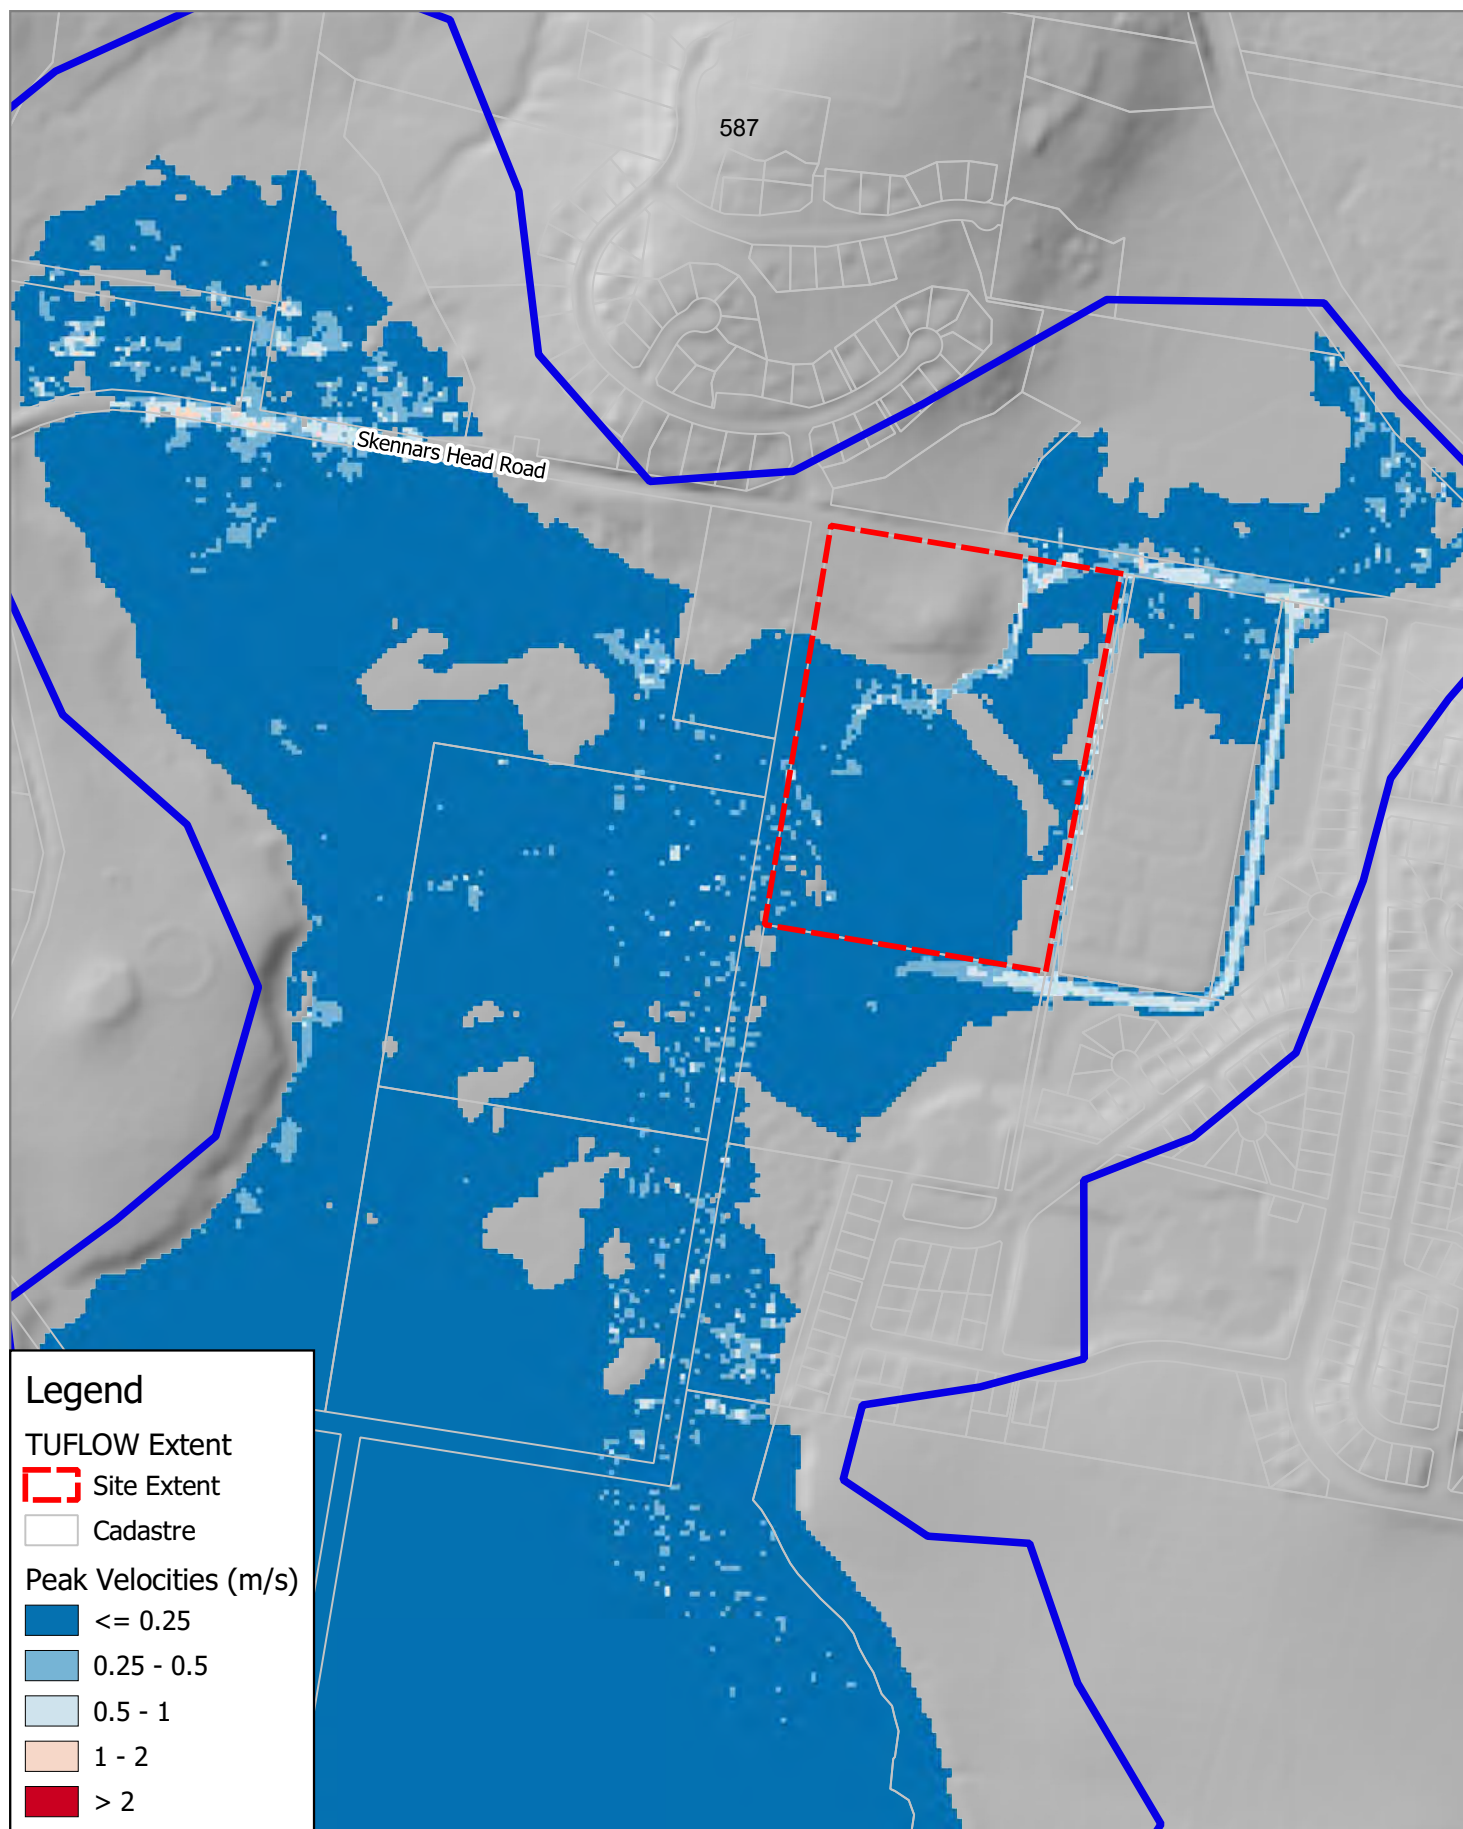 587
Skennars Head Road
Legend
TUFLOW Extent
Site Extent
Cadastre
Peak Velocities (m/s)
<= 0.25
0.25 - 0.5
0.5 - 1
1 - 2
> 2